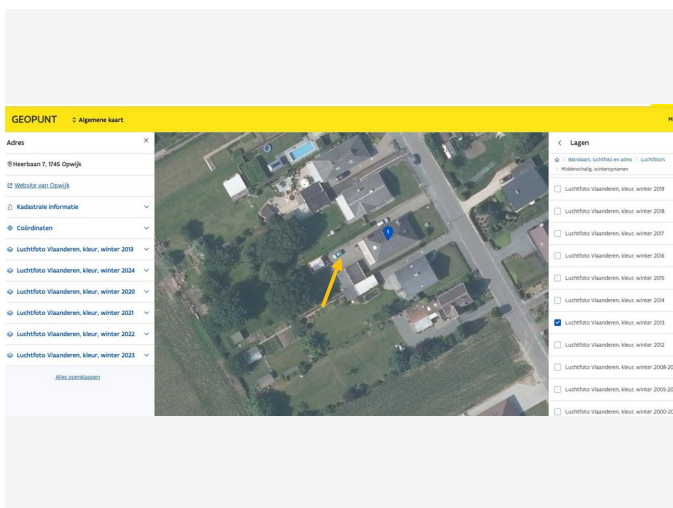 GEOPUNT
Algemene kaart
Adres
Heerbaan 7, 1745 Opwijk
Website van Opwijk
Kadastrale informatie
Coördinaten
Luchtfoto Vlaanderen, kleur, winter 2013
Luchtfoto Vlaanderen, kleur, winter 2024
Luchtfoto Vlaanderen, kleur, winter 2020
Luchtfoto Vlaanderen, kleur, winter 2021
Luchtfoto Vlaanderen, kleur, winter 2022
Luchtfoto Vlaanderen, kleur, winter 2023
Alles openklappen
1
M
Lagen
Basiskaart, luchtfoto en adres / Luchtfoto's
/ Middenschalig, winteropnamen
Luchtfoto Vlaanderen, kleur, winter 2019
Luchtfoto Vlaanderen, kleur, winter 2018
Luchtfoto Vlaanderen, kleur, winter 2017
Luchtfoto Vlaanderen, kleur, winter 2016
Luchtfoto Vlaanderen, kleur, winter 2015
Luchtfoto Vlaanderen, kleur, winter 2014
Luchtfoto Vlaanderen, kleur, winter 2013
Luchtfoto Vlaanderen, kleur, winter 2012
Luchtfoto Vlaanderen, kleur, winter 2008-20
Luchtfoto Vlaanderen, kleur, winter 2005-20
Luchtfoto Vlaanderen, kleur, winter 2000-20